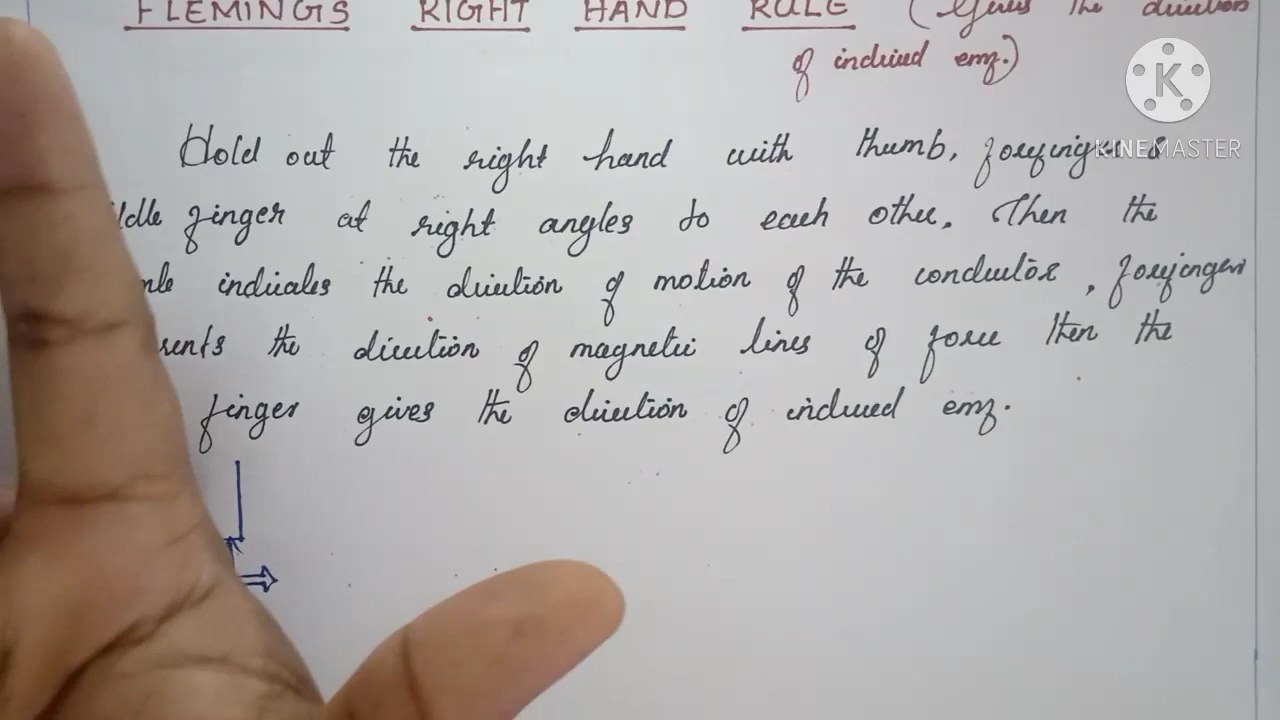 FLEMINGS RIGHT HAND RULE (Gives the direction
of induced emf.)
Hold out the right hand with thumb, forefinger &
finger at right angles to each other. Then the
indicates the direction of motion of the conductor, forefinger
the direction of magnetic lines of force then the
finger gives the direction of induced emf.
K
KINEMASTER